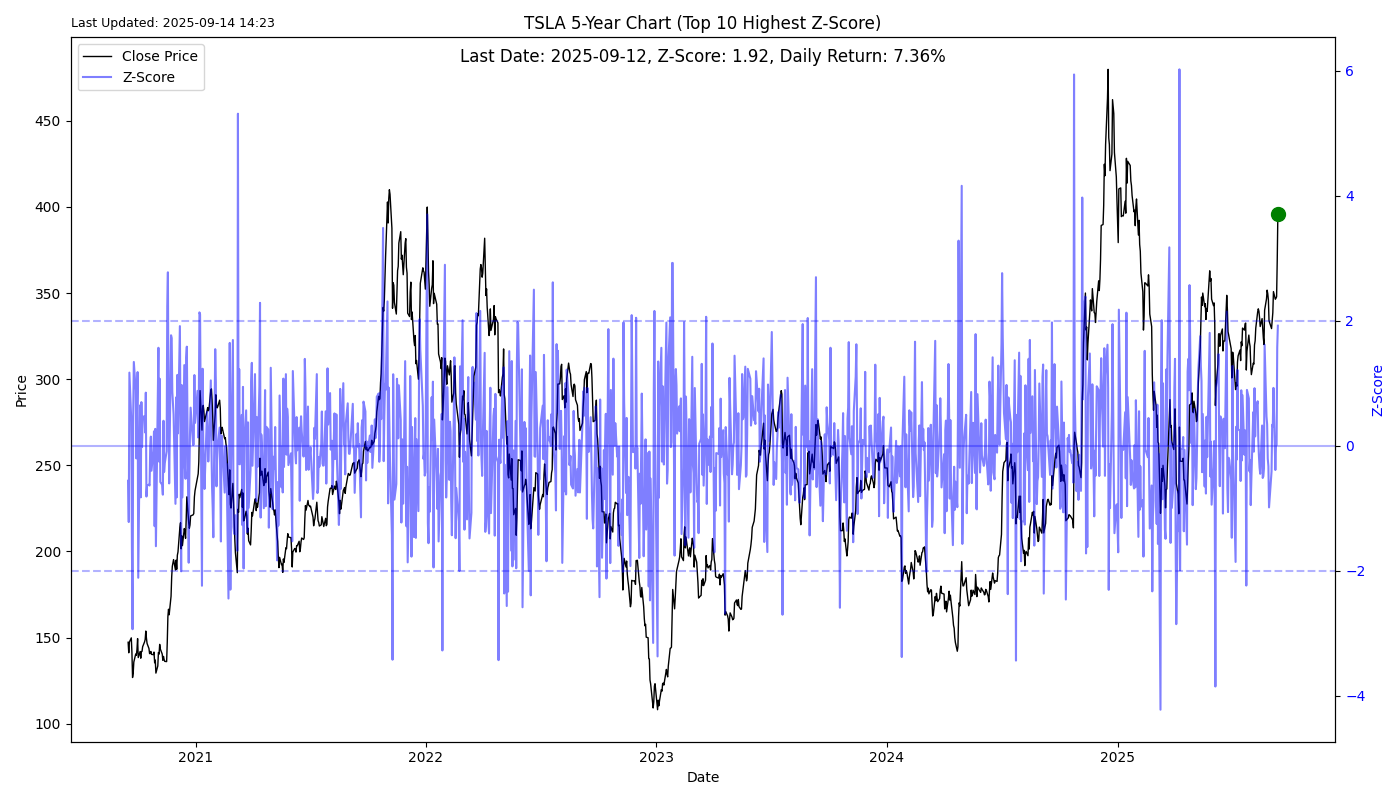 Last Updated: 2025-09-14 14:23
TSLA 5-Year Chart (Top 10 Highest Z-Score)
Last Date: 2025-09-12, Z-Score: 1.92, Daily Return: 7.36%
Close Price
Z-Score
450
400
350
300
250
200
150
100
Price
6
4
2
0
−2
−4
Z-Score
2021
2022
2023
2024
2025
Date